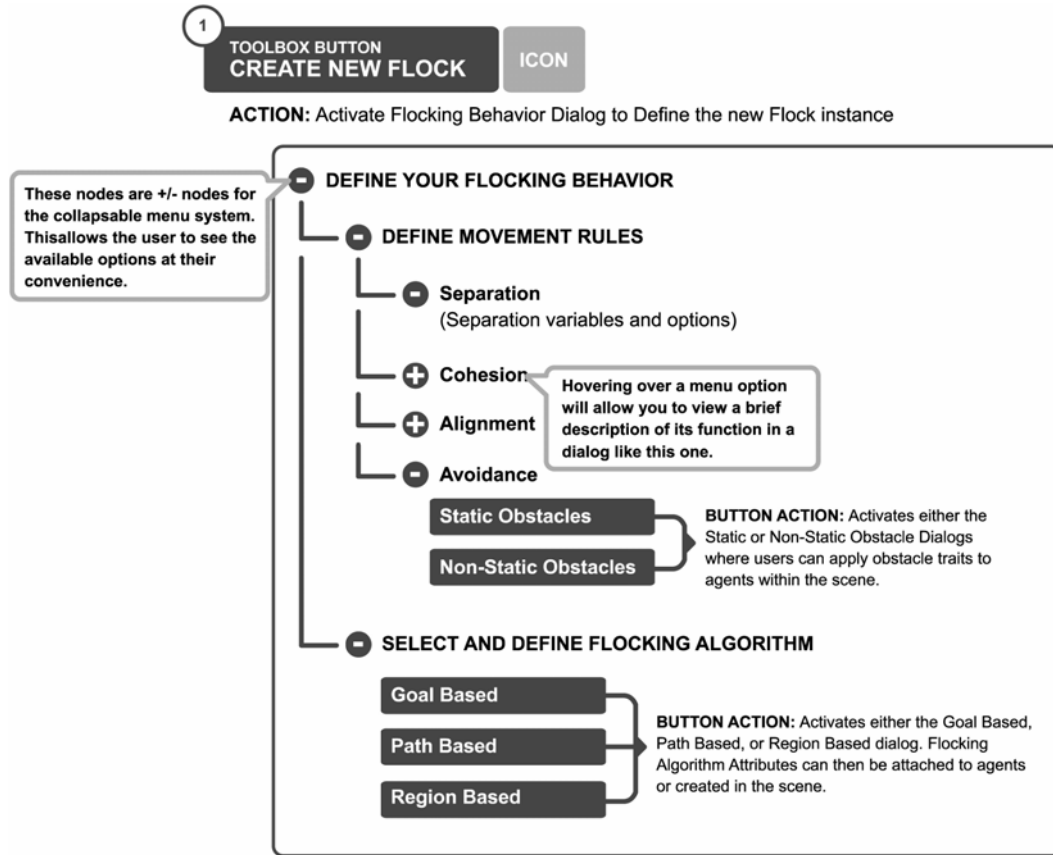 1
TOOLBOX BUTTON
CREATE NEW FLOCK
ICON
ACTION: Activate Flocking Behavior Dialog to Define the new Flock instance
These nodes are +/- nodes for
the collapsable menu system.
Thisallows the user to see the
available options at their
convenience.
DEFINE YOUR FLOCKING BEHAVIOR
DEFINE MOVEMENT RULES
Separation
(Separation variables and options)
Cohesion
Hovering over a menu option
will allow you to view a brief
description of its function in a
dialog like this one.
Alignment
Avoidance
Static Obstacles
Non-Static Obstacles
BUTTON ACTION: Activates either the
Static or Non-Static Obstacle Dialogs
where users can apply obstacle traits to
agents within the scene.
SELECT AND DEFINE FLOCKING ALGORITHM
Goal Based
Path Based
Region Based
BUTTON ACTION: Activates either the Goal Based,
Path Based, or Region Based dialog. Flocking
Algorithm Attributes can then be attached to agents
or created in the scene.